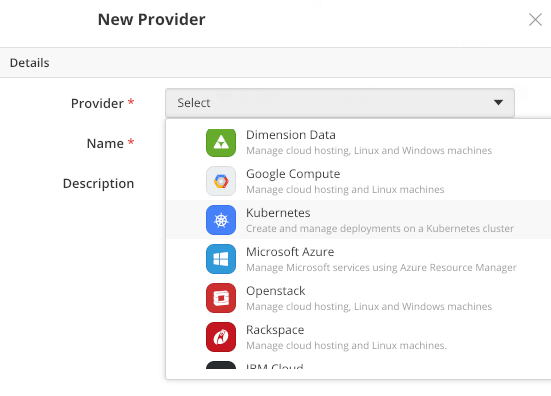 New Provider
Details
Provider *
Select
Name *
Description
Dimension Data
Manage cloud hosting, Linux and Windows machines
Google Compute
Manage cloud hosting and Linux machines
Kubernetes
Create and manage deployments on a Kubernetes cluster
Microsoft Azure
Manage Microsoft services using Azure Resource Manager
Openstack
Manage cloud hosting, Linux and Windows machines
Rackspace
Manage cloud hosting and Linux machines.
IBM Cloud